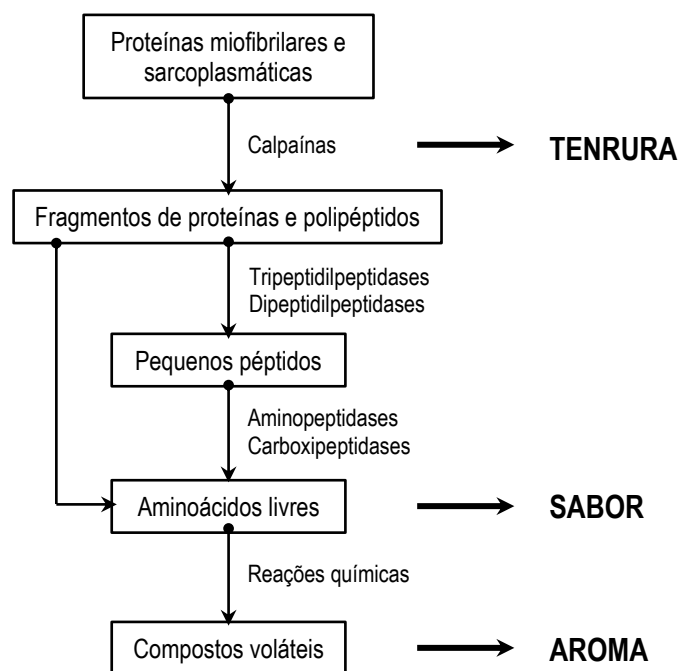 Proteínas miofibrilares e
sarcoplasmáticas
Calpaínas
TENRURA
Fragmentos de proteínas e polipéptidos
Tripeptidilpeptidases
Dipeptidilpeptidases
Pequenos péptidos
Aminopeptidases
Carboxipeptidases
Aminoácidos livres
SABOR
Reações químicas
Compostos voláteis
AROMA